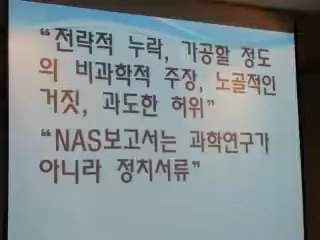 “전략적 누락, 가공할 정도
의 비과학적 주장, 노골적인
거짓, 과도한 허위”
“NAS보고서는 과학연구가
아니라 정치서류”